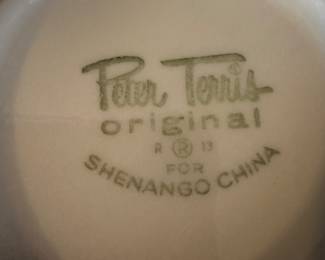 Peter Terris
original
R ® 13
FOR
SHENANGO CHINA